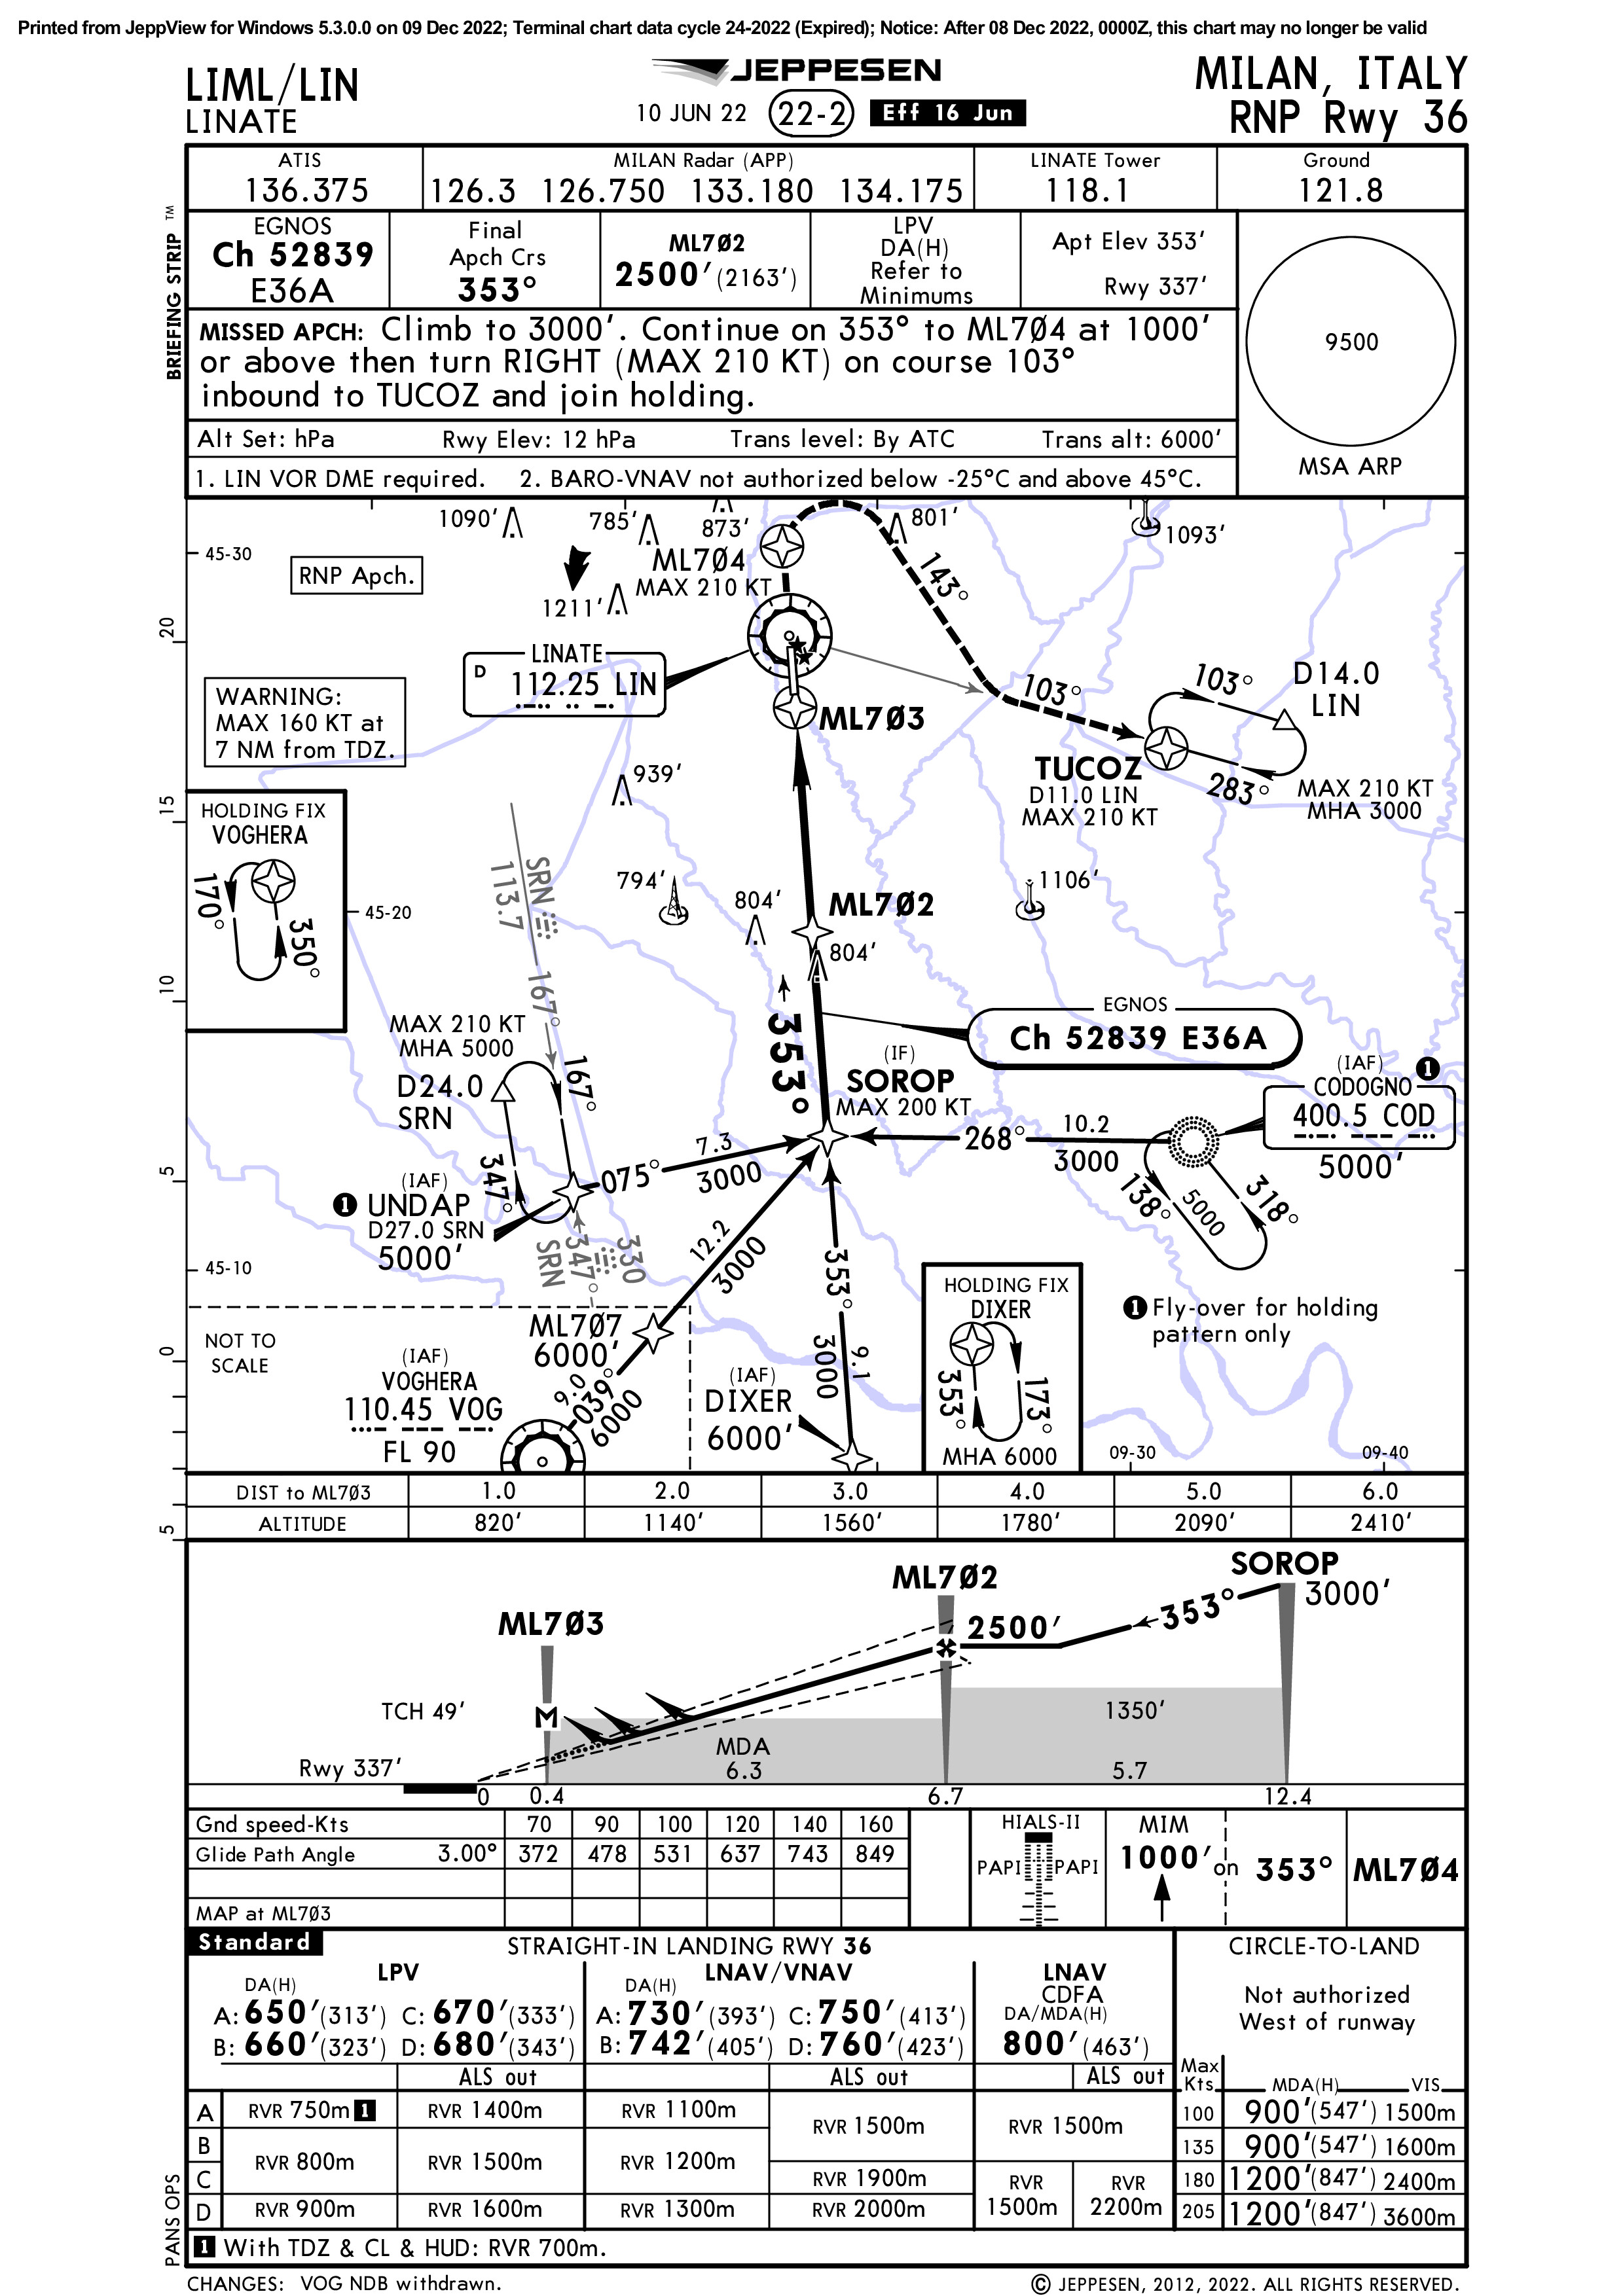 Printed from JeppView for Windows 5.3.0.0 on 09 Dec 2022; Terminal chart data cycle 24-2022 (Expired); Notice: After 08 Dec 2022, 0000Z, this chart may no longer be valid
LIML/LIN
LINATE
JEPPESEN
10 JUN 22 22-2 Eff 16 Jun
MILAN, ITALY
RNP Rwy 36
BRIEFING STRIP TM
ATIS
136.375
MILAN Radar (APP)
126.3 126.750 133.180 134.175
LINATE Tower
118.1
Ground
121.8
EGNOS
Ch 52839
E36A
Final
Apch Crs
353°
ML7Ø2
2500′(2163′)
LPV
DA(H)
Refer to
Minimums
Apt Elev 353′
Rwy 337′
MISSED APCH: Climb to 3000′. Continue on 353° to ML7Ø4 at 1000′
or above then turn RIGHT (MAX 210 KT) on course 103°
inbound to TUCOZ and join holding.
Alt Set: hPa Rwy Elev: 12 hPa Trans level: By ATC Trans alt: 6000′
1. LIN VOR DME required. 2. BARO-VNAV not authorized below -25°C and above 45°C.
9500
MSA ARP
1090′
785′
873′
801′
1093′
45-30
RNP Apch.
ML7Ø4
MAX 210 KT
1211′
143°
20
LINATE
D 112.25 LIN
WARNING:
MAX 160 KT at
7 NM from TDZ.
ML7Ø3
103°
103°
D14.0
LIN
TUCOZ
D11.0 LIN
MAX 210 KT
283°
MAX 210 KT
MHA 3000
939′
15
HOLDING FIX
VOGHERA
170°
350°
45-20
SRN
113.7
167°
794′
804′
ML7Ø2
804′
1106′
10
353°
EGNOS
Ch 52839 E36A
MAX 210 KT
MHA 5000
D24.0
SRN
167°
347°
(IF)
SOROP
MAX 200 KT
(IAF) 1
CODOGNO
400.5 COD
5000′
268°
10.2
3000
138°
5000
318°
5
7.3
075°
3000
(IAF)
1 UNDAP
D27.0 SRN
5000′
SRN
347°
330
12.2
3000
353°
3000
9.1
45-10
NOT TO
SCALE
ML7Ø7
6000′
(IAF)
VOGHERA
110.45 VOG
FL 90
9.0
039°
6000
0
(IAF)
DIXER
6000′
HOLDING FIX
DIXER
353°
173°
MHA 6000
1 Fly-over for holding
pattern only
09-30
09-40
5
DIST to ML7Ø3 1.0 2.0 3.0 4.0 5.0 6.0
ALTITUDE 820′ 1140′ 1560′ 1780′ 2090′ 2410′
SOROP
3000′
353°
ML7Ø2
2500′
ML7Ø3
TCH 49′
M
1350′
MDA
6.3
5.7
Rwy 337′
0 0.4 6.7 12.4
Gnd speed-Kts 70 90 100 120 140 160
Glide Path Angle 3.00° 372 478 531 637 743 849
MAP at ML7Ø3
HIALS-II
PAPI PAPI
MIM
1000′ on 353°
ML7Ø4
Standard
STRAIGHT-IN LANDING RWY 36
CIRCLE-TO-LAND
LPV
DA(H)
A: 650′(313′) C: 670′(333′)
B: 660′(323′) D: 680′(343′)
LNAV/VNAV
DA(H)
A: 730′(393′) C: 750′(413′)
B: 742′(405′) D: 760′(423′)
LNAV
CDFA
DA/MDA(H)
800′(463′)
Not authorized
West of runway
ALS out
ALS out
ALS out
Max
Kts
MDA(H) VIS
A RVR 750m 1 RVR 1400m RVR 1100m RVR 1500m RVR 1500m
100 900′(547′) 1500m
B RVR 800m RVR 1500m RVR 1200m
135 900′(547′) 1600m
C RVR 1900m RVR 1500m RVR 2200m
180 1200′(847′) 2400m
D RVR 900m RVR 1600m RVR 1300m RVR 2000m
205 1200′(847′) 3600m
1 With TDZ & CL & HUD: RVR 700m.
PANS OPS
CHANGES: VOG NDB withdrawn.
© JEPPESEN, 2012, 2022. ALL RIGHTS RESERVED.